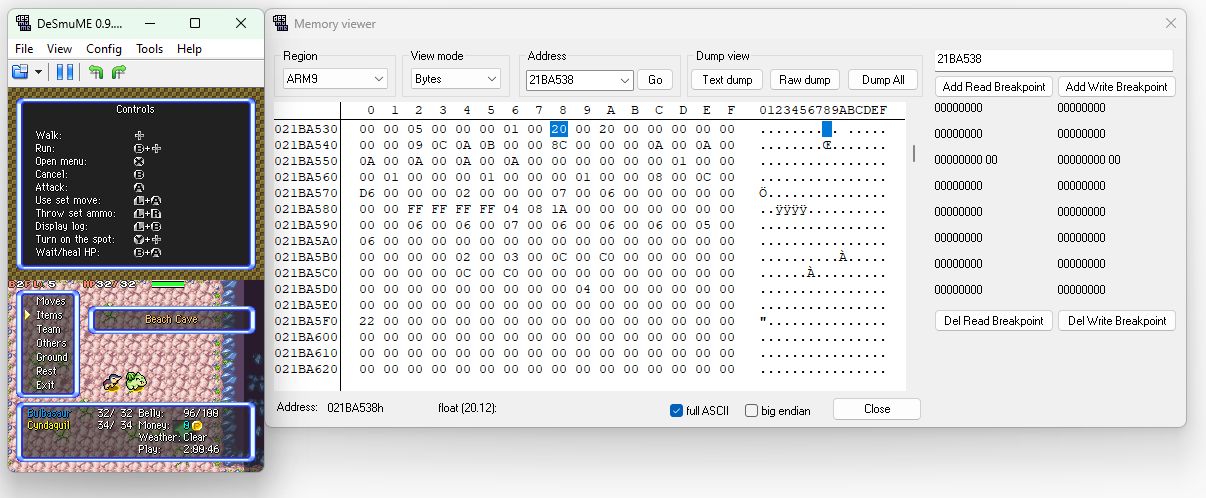 DeSmuME 0.9....
File View Config Tools Help
Controls
Walk:
Run:
Open menu:
Cancel:
Attack:
Use set move:
Throw set ammo:
Display log:
Turn on the spot:
Wait/heal HP:
Moves
Items
Team
Others
Ground
Rest
Exit
Beach Cave
Bulbasaur 32/ 32 Belly: 96/100
Cyndaquil 34/ 34 Money: 0
Weather: Clear
Play: 2:00:46
Memory viewer
Region View mode Address Dump view
ARM9 Bytes 21BA538 Go Text dump Raw dump Dump All
0 1 2 3 4 5 6 7 8 9 A B C D E F 0123456789ABCDEF
021BA530 00 00 05 00 00 00 01 00 20 00 20 00 00 00 00 00 ........ . ......
021BA540 00 00 09 0C 0A 0B 00 00 8C 00 00 00 0A 00 0A 00 ........Œ.......
021BA550 0A 00 0A 00 0A 00 0A 00 00 00 00 00 00 01 00 00 ................
021BA560 00 01 00 00 00 01 00 00 01 00 00 00 08 00 0C 00 ................
021BA570 D6 00 00 00 02 00 00 00 07 00 06 00 00 00 00 00 Ö...............
021BA580 00 00 FF FF FF FF 04 08 1A 00 00 00 00 00 00 00 ..ÿÿÿÿ..........
021BA590 00 00 06 00 06 00 07 00 06 00 06 00 06 00 05 00 ................
021BA5A0 06 00 00 00 00 00 00 00 00 00 00 00 00 00 00 00 ................
021BA5B0 00 00 00 00 02 00 03 00 0C 00 C0 00 00 00 00 00 ..........À.....
021BA5C0 00 00 00 00 0C 00 C0 00 00 00 00 00 00 00 00 00 ......À.........
021BA5D0 00 00 00 00 00 00 00 00 00 04 00 00 00 00 00 00 ................
021BA5E0 00 00 00 00 00 00 00 00 00 00 00 00 00 00 00 00 ................
021BA5F0 22 00 00 00 00 00 00 00 00 00 00 00 00 00 00 00 "...............
021BA600 00 00 00 00 00 00 00 00 00 00 00 00 00 00 00 00 ................
021BA610 00 00 00 00 00 00 00 00 00 00 00 00 00 00 00 00 ................
021BA620 00 00 00 00 00 00 00 00 00 00 00 00 00 00 00 00 ................
Address: 021BA538h float (20.12): full ASCII big endian Close
21BA538
Add Read Breakpoint Add Write Breakpoint
00000000 00000000
00000000 00000000
00000000 00 00000000 00
00000000 00000000
00000000 00000000
00000000 00000000
00000000 00000000
00000000 00000000
Del Read Breakpoint Del Write Breakpoint